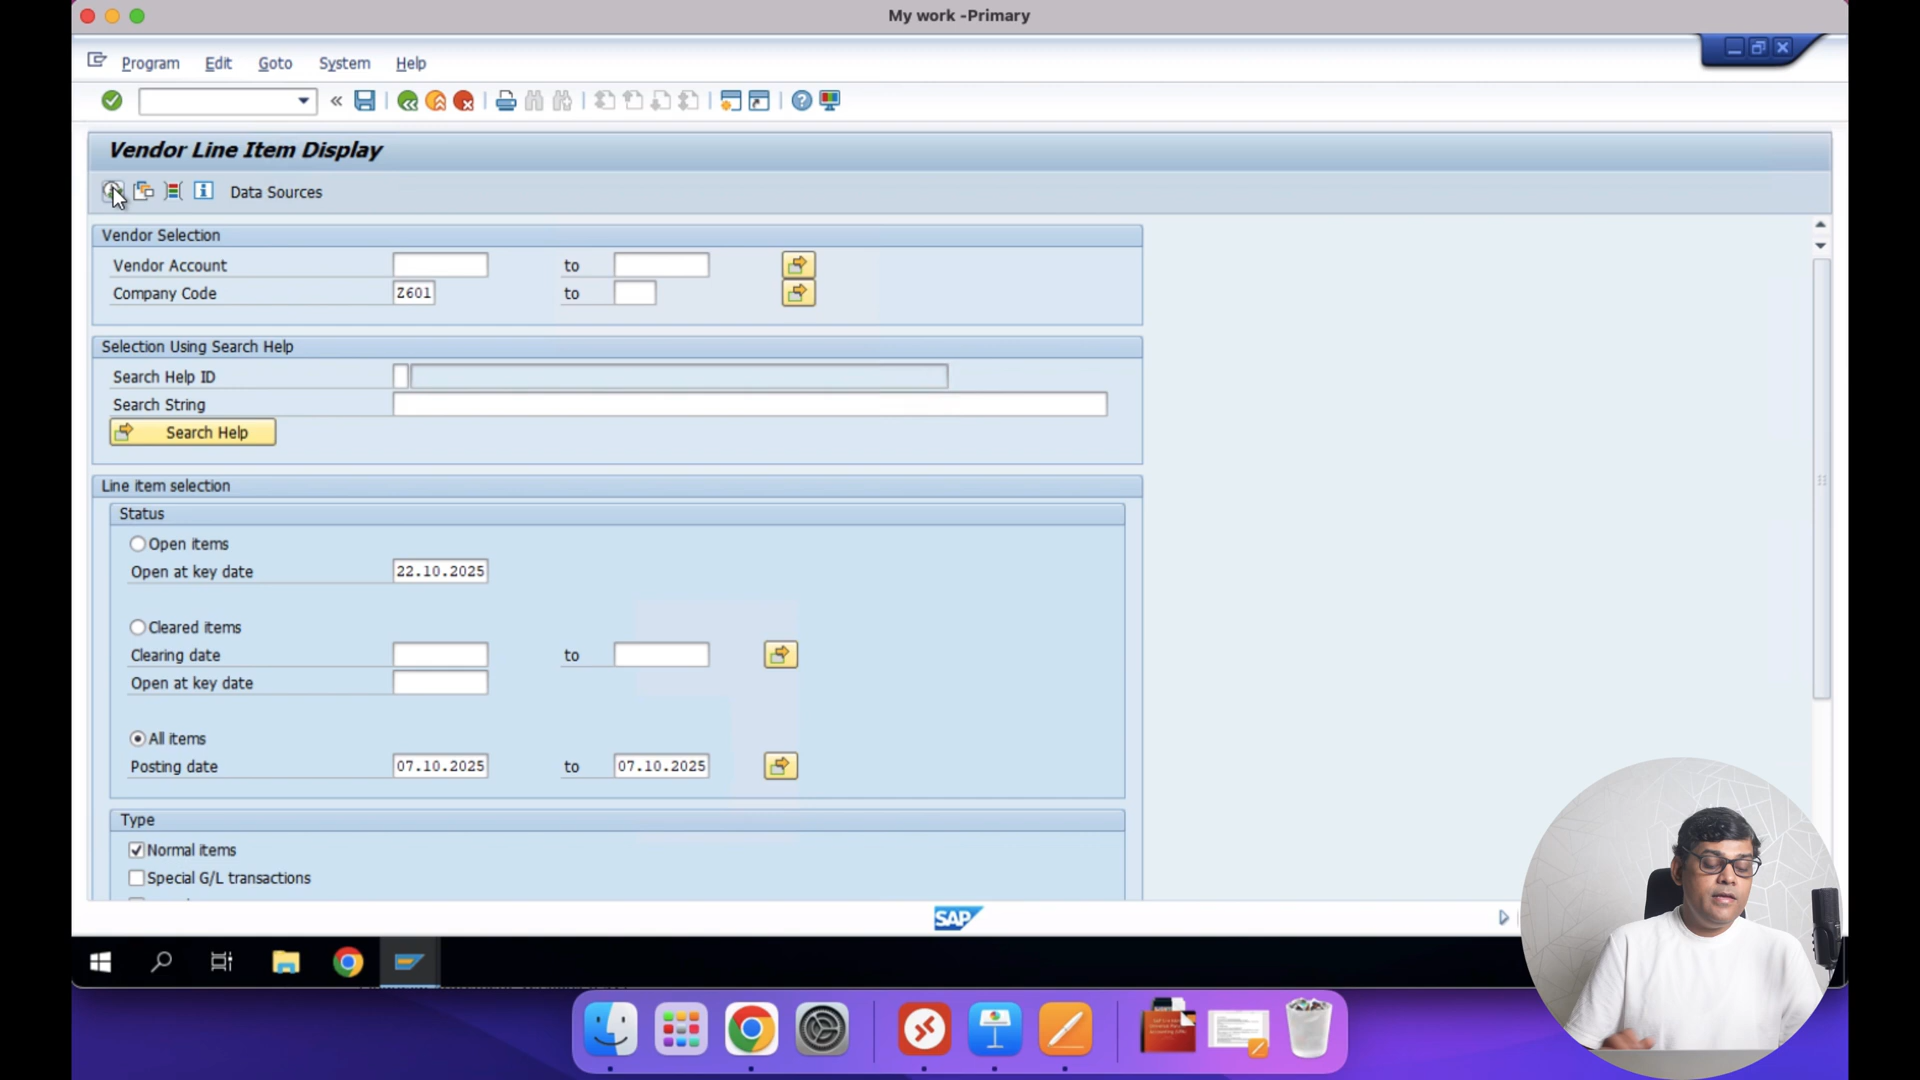 My work -Primary
Program Edit Goto System Help
Vendor Line Item Display
Data Sources
Vendor Selection
Vendor Account to
Company Code Z601 to
Selection Using Search Help
Search Help ID
Search String
Search Help
Line item selection
Status
Open items
Open at key date 22.10.2025
Cleared items
Clearing date to
Open at key date
All items
Posting date 07.10.2025 to 07.10.2025
Type
Normal items
Special G/L transactions
SAP